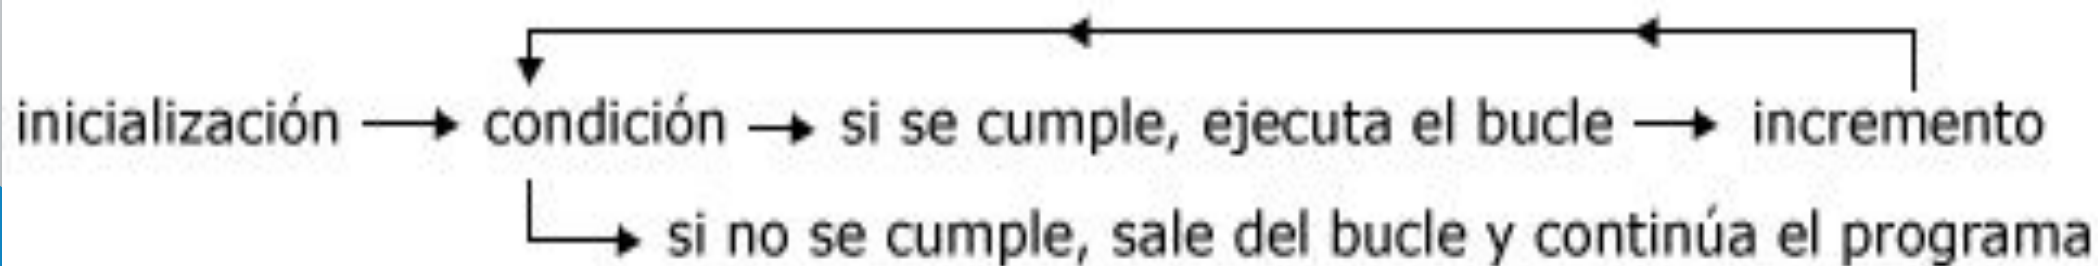 inicialización condición si se cumple, ejecuta el bucle incremento
si no se cumple, sale del bucle y continúa el programa